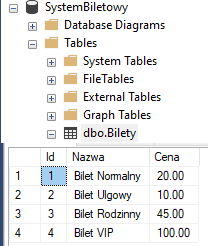 SystemBiletowy
Database Diagrams
Tables
System Tables
FileTables
External Tables
Graph Tables
dbo.Bilety
Id Nazwa Cena
1 1 Bilet Normalny 20.00
2 2 Bilet Ulgowy 10.00
3 3 Bilet Rodzinny 45.00
4 4 Bilet VIP 100.00